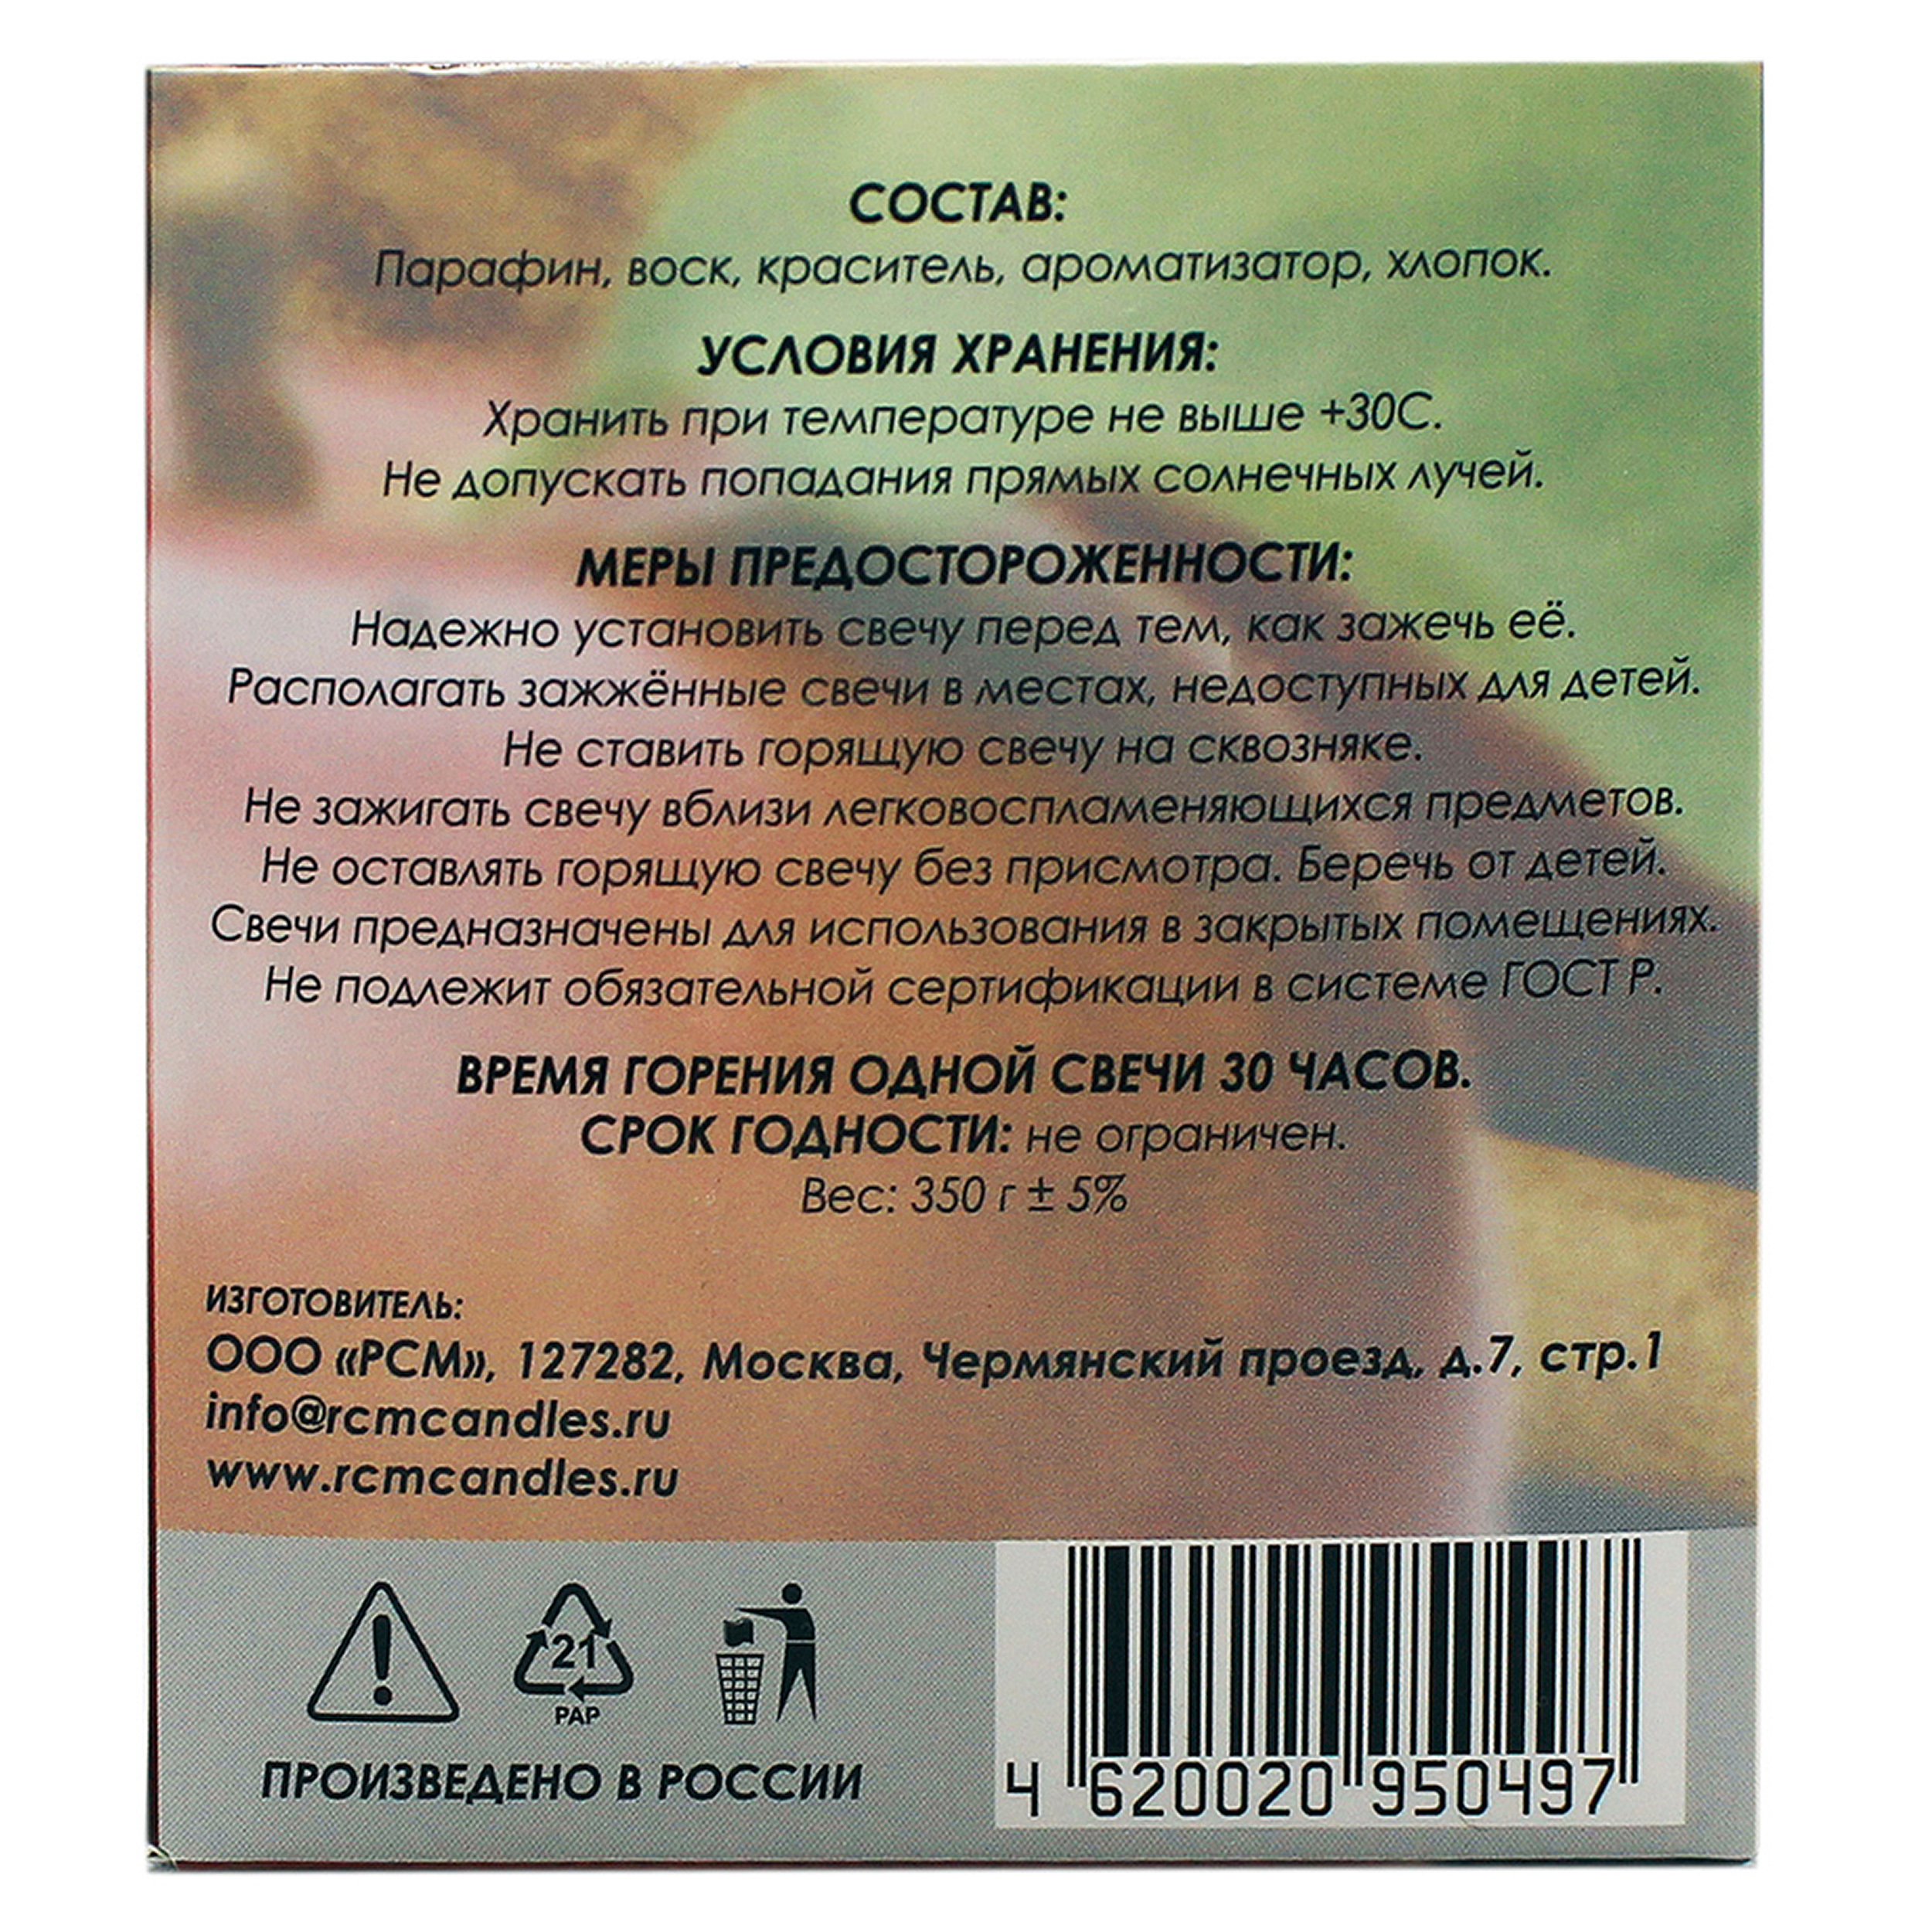 СОСТАВ:
Парафин, воск, краситель, ароматизатор, хлопок.
УСЛОВИЯ ХРАНЕНИЯ:
Хранить при температуре не выше +30С.
Не допускать попадания прямых солнечных лучей.
МЕРЫ ПРЕДОСТОРОЖЕННОСТИ:
Надежно установить свечу перед тем, как зажечь её.
Располагать зажжённые свечи в местах, недоступных для детей.
Не ставить горящую свечу на сквозняке.
Не зажигать свечу вблизи легковоспламеняющихся предметов.
Не оставлять горящую свечу без присмотра. Беречь от детей.
Свечи предназначены для использования в закрытых помещениях.
Не подлежит обязательной сертификации в системе ГОСТ Р.
ВРЕМЯ ГОРЕНИЯ ОДНОЙ СВЕЧИ 30 ЧАСОВ.
СРОК ГОДНОСТИ: не ограничен.
Вес: 350 г ± 5%
ИЗГОТОВИТЕЛЬ:
ООО «РСМ», 127282, Москва, Чермянский проезд, д.7, стр.1
info@rcmcandles.ru
www.rcmcandles.ru
21
PAP
ПРОИЗВЕДЕНО В РОССИИ
4 620020 950497